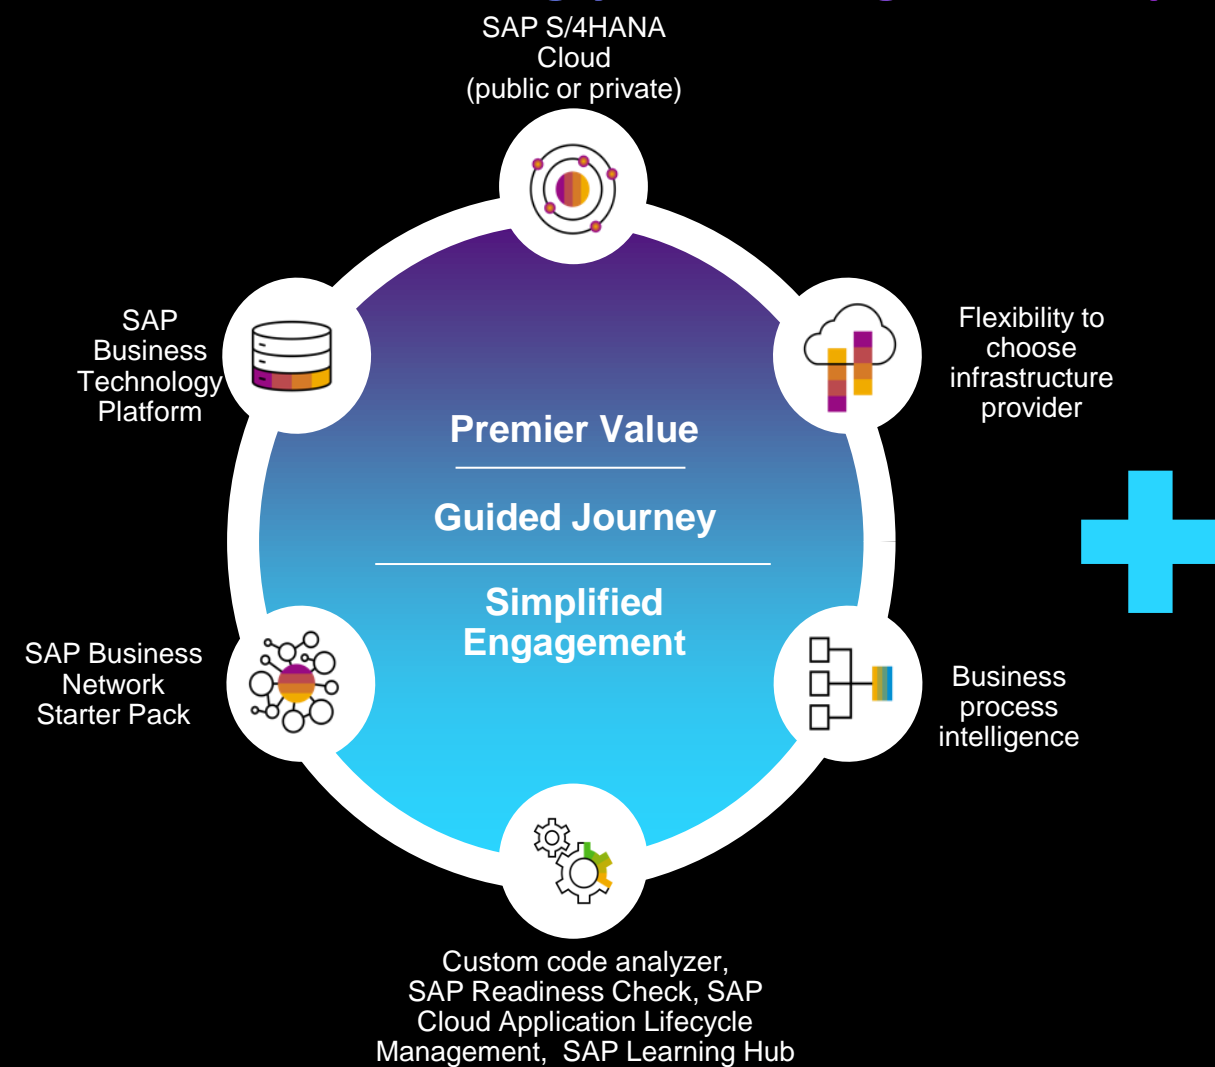 SAP S/4HANA
Cloud
(public or private)
SAP
Business
Technology
Platform
Flexibility to
choose
infrastructure
provider
Premier Value
Guided Journey
Simplified
Engagement
SAP Business
Network
Starter Pack
Business
process
intelligence
Custom code analyzer,
SAP Readiness Check, SAP
Cloud Application Lifecycle
Management, SAP Learning Hub